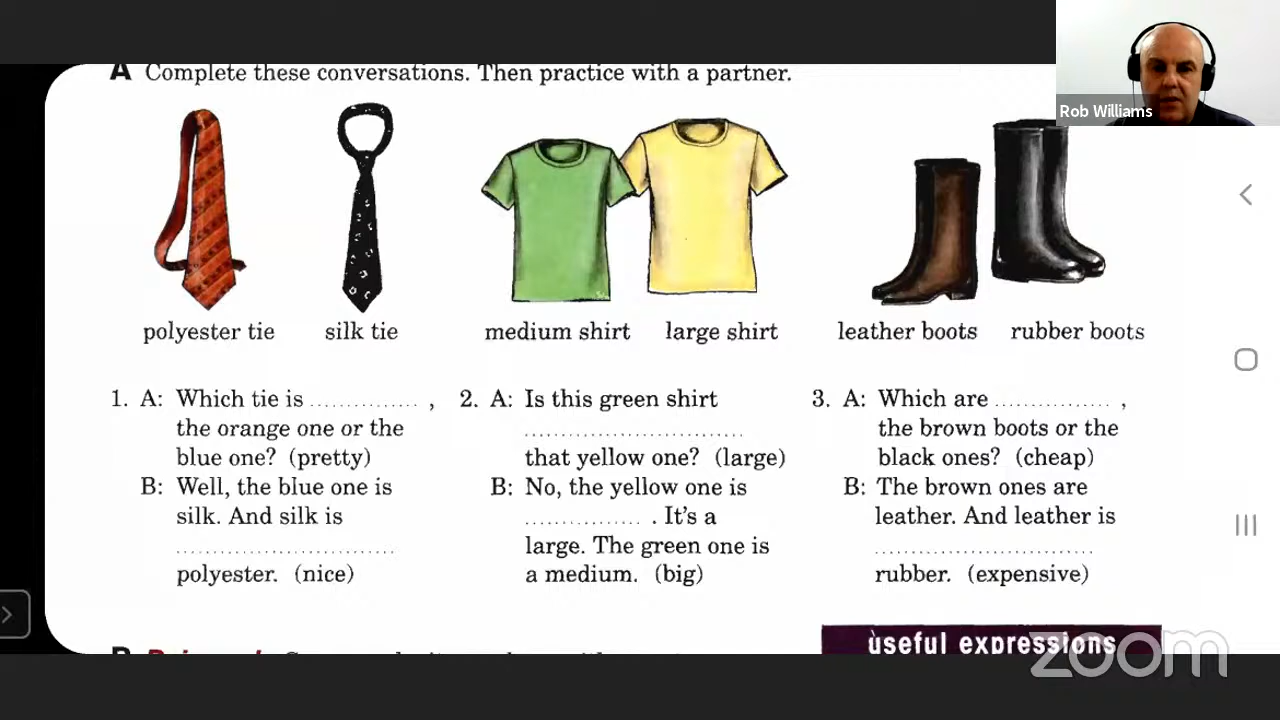 A Complete these conversations. Then practice with a partner.
Rob Williams
polyester tie silk tie medium shirt large shirt leather boots rubber boots
1. A: Which tie is .............. ,
the orange one or the
blue one? (pretty)
B: Well, the blue one is
silk. And silk is
............................
polyester. (nice)
2. A: Is this green shirt
............................
that yellow one? (large)
B: No, the yellow one is
............... . It's a
large. The green one is
a medium. (big)
3. A: Which are ............... ,
the brown boots or the
black ones? (cheap)
B: The brown ones are
leather. And leather is
............................
rubber. (expensive)
useful expressions
zoom